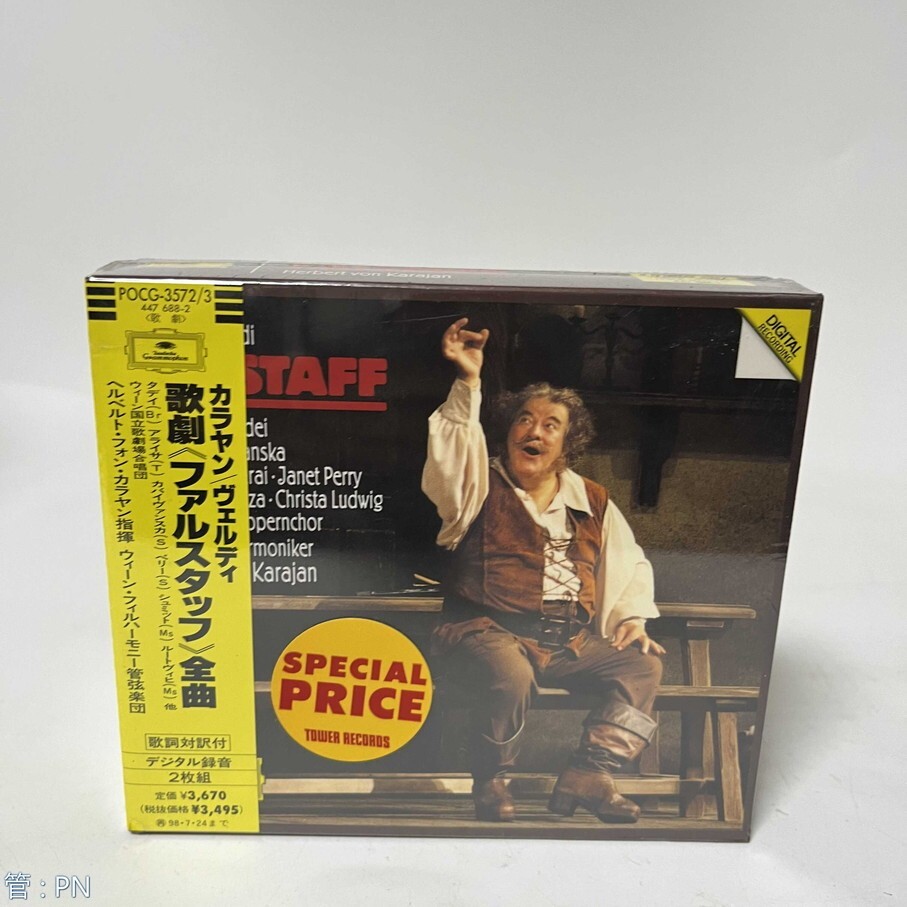 Herbert von Karajan
POCG-3572/3
447 688-2
〈歌 劇〉
Deutsche
Grammophon
カラヤン/ヴェルディ
歌劇《ファルスタッフ》全曲
タデイ(Br) アライサ(T) カバイヴァンスカ(S) ペリー(S) シュミット(Ms) ルートヴィヒ(Ms) 他
ウィーン国立歌劇場合唱団
ヘルベルト・フォン・カラヤン指揮 ウィーン・フィルハーモニー管弦楽団
歌詞対訳付
デジタル録音
2枚組
定価 ¥3,670
(税抜価格 ¥3,495)
98・7・24まで
di
STAFF
dei
anska
rai · Janet Perry
za · Christa Ludwig
opernchor
rmoniker
Karajan
SPECIAL
PRICE
TOWER RECORDS
DIGITAL
RECORDING
管:PN